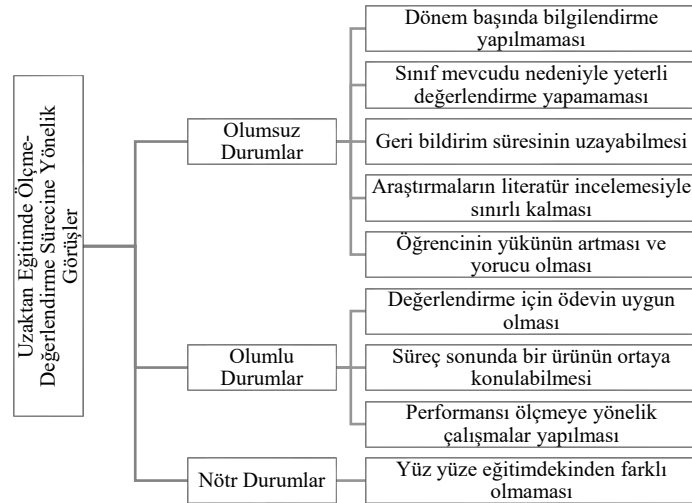 Uzaktan Eğitimde Ölçme-
Değerlendirme Sürecine Yönelik
Görüşler
Olumsuz
Durumlar
Dönem başında bilgilendirme
yapılmaması
Sınıf mevcudu nedeniyle yeterli
değerlendirme yapamaması
Geri bildirim süresinin uzayabilmesi
Araştırmaların literatür incelemesiyle
sınırlı kalması
Öğrencinin yükünün artması ve
yorucu olması
Olumlu
Durumlar
Değerlendirme için ödevin uygun
olması
Süreç sonunda bir ürünün ortaya
konulabilmesi
Performansı ölçmeye yönelik
çalışmalar yapılması
Nötr Durumlar
Yüz yüze eğitimdekinden farklı
olmaması